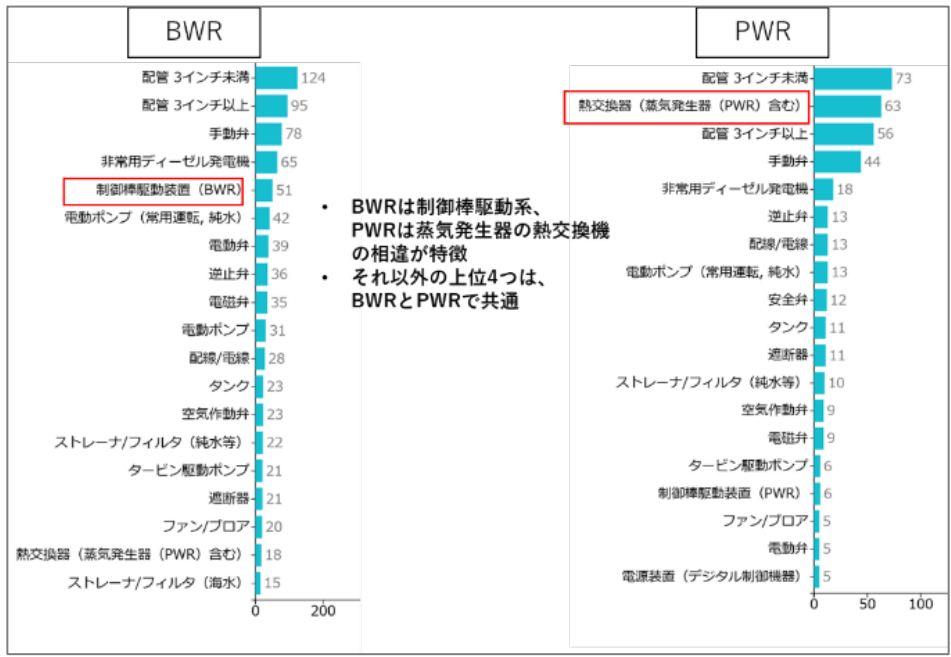 BWR
配管 3インチ未満 124
配管 3インチ以上 95
手動弁 78
非常用ディーゼル発電機 65
制御棒駆動装置（BWR） 51
電動ポンプ（常用運転, 純水） 42
電動弁 39
逆止弁 36
電磁弁 35
電動ポンプ 31
配線/電線 28
タンク 23
空気作動弁 23
ストレーナ/フィルタ（純水等） 22
タービン駆動ポンプ 21
遮断器 21
ファン/ブロア 20
熱交換器（蒸気発生器（PWR）含む） 18
ストレーナ/フィルタ（海水） 15
0 200
• BWRは制御棒駆動系、
PWRは蒸気発生器の熱交換機
の相違が特徴
• それ以外の上位4つは、
BWRとPWRで共通
PWR
配管 3インチ未満 73
熱交換器（蒸気発生器（PWR）含む） 63
配管 3インチ以上 56
手動弁 44
非常用ディーゼル発電機 18
逆止弁 13
配線/電線 13
電動ポンプ（常用運転, 純水） 13
安全弁 12
タンク 11
遮断器 11
ストレーナ/フィルタ（純水等） 10
空気作動弁 9
電磁弁 9
タービン駆動ポンプ 6
制御棒駆動装置（PWR） 6
ファン/ブロア 5
電動弁 5
電源装置（デジタル制御機器） 5
0 50 100